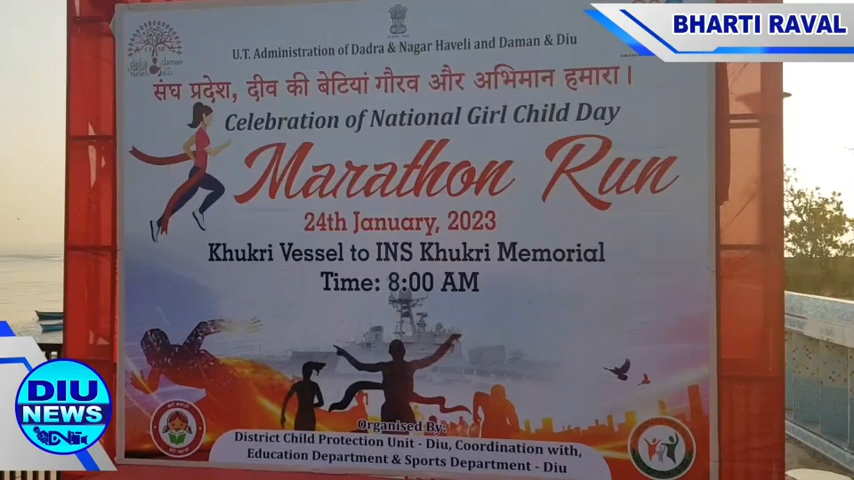 BHARTI RAVAL
U.T. Administration of Dadra & Nagar Haveli and Daman & Diu
संघ प्रदेश, दीव की बेटियां गौरव और अभिमान हमारा।
Celebration of National Girl Child Day
Marathon Run
24th January, 2023
Khukri Vessel to INS Khukri Memorial
Time: 8:00 AM
Organised By:
District Child Protection Unit - Diu, Coordination with,
Education Department & Sports Department - Diu
DIU
NEWS